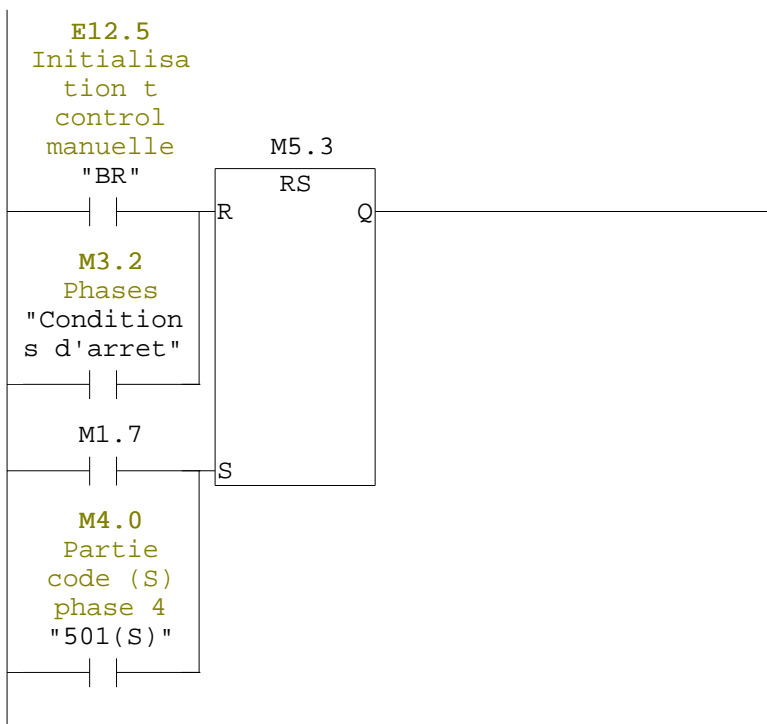 E12.5
Initialisa
tion t
control
manuelle
"BR"
M5.3
RS
R
Q
M3.2
Phases
"Condition
s d'arret"
M1.7
S
M4.0
Partie
code (S)
phase 4
"501(S)"